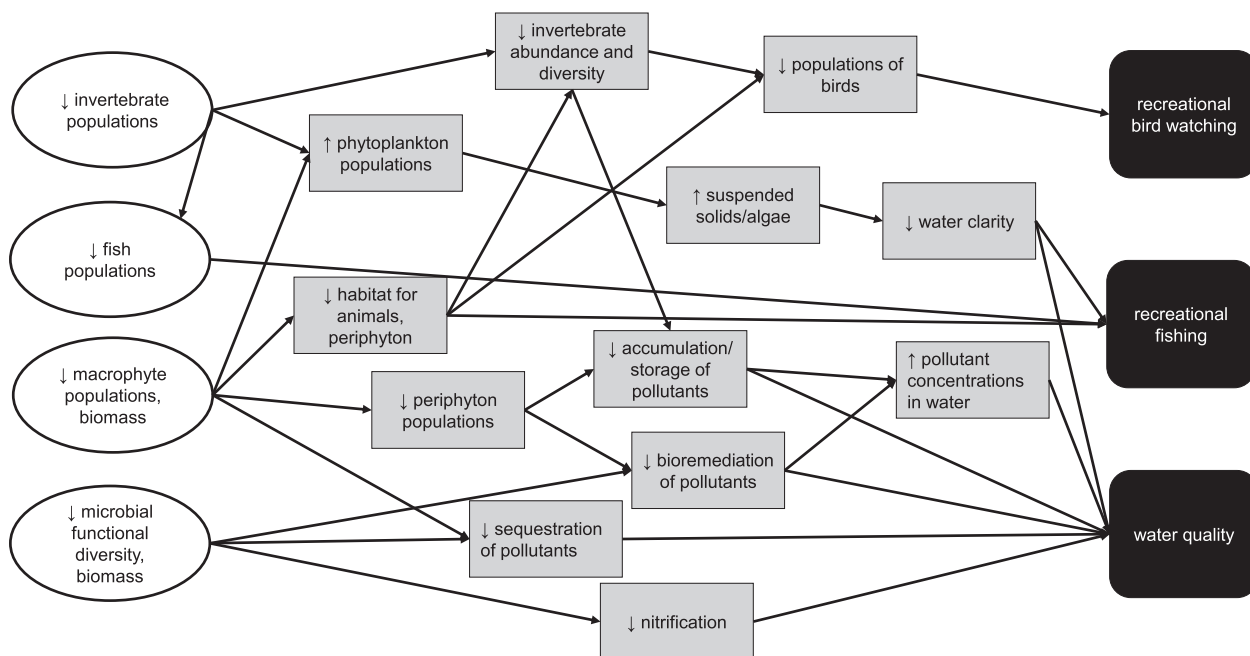 ↓ invertebrate
populations
↓ fish
populations
↓ macrophyte
populations,
biomass
↓ microbial
functional
diversity,
biomass
↑ phytoplankton
populations
↓ habitat for
animals,
periphyton
↓ periphyton
populations
↓ invertebrate
abundance and
diversity
↓ accumulation/
storage of
pollutants
↓ bioremediation
of pollutants
↓ sequestration
of pollutants
↓ nitrification
↓ populations of
birds
↑ suspended
solids/algae
↓ water clarity
↑ pollutant
concentrations
in water
recreational
bird watching
recreational
fishing
water quality